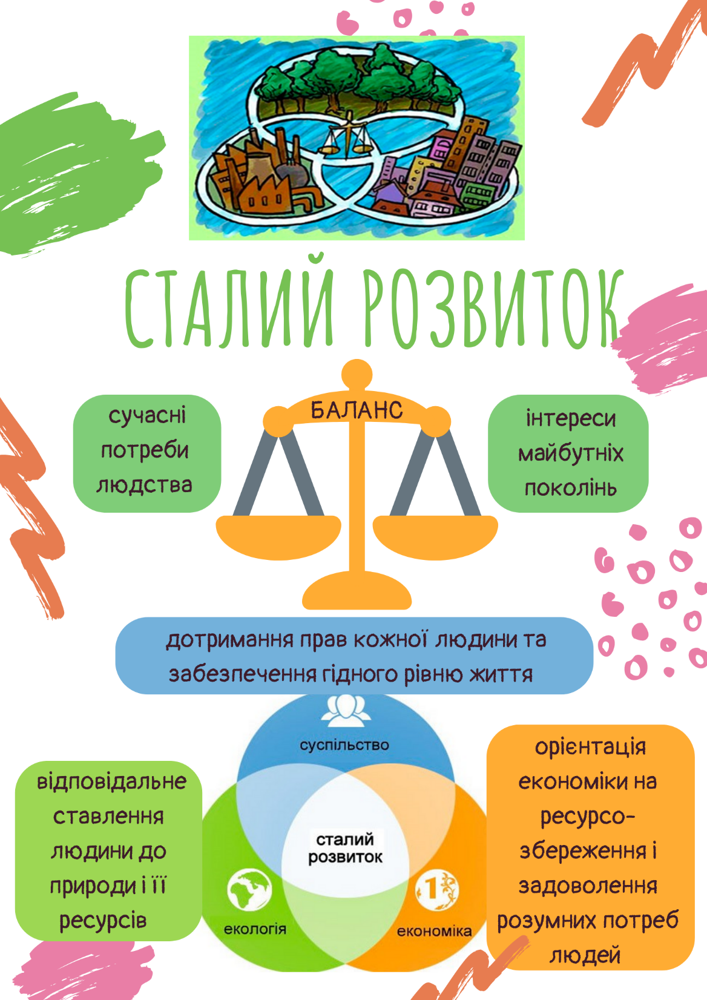 СТАЛИЙ РОЗВИТОК
БАЛАНС
сучасні
потреби
людства
інтереси
майбутніх
поколінь
дотримання прав кожної людини та
забезпечення гідного рівню життя
суспільство
відповідальне
ставлення
людини до
природи і її
ресурсів
сталий
розвиток
1
екологія
економіка
орієнтація
економіки на
ресурсо-
збереження і
задоволення
розумних потреб
людей